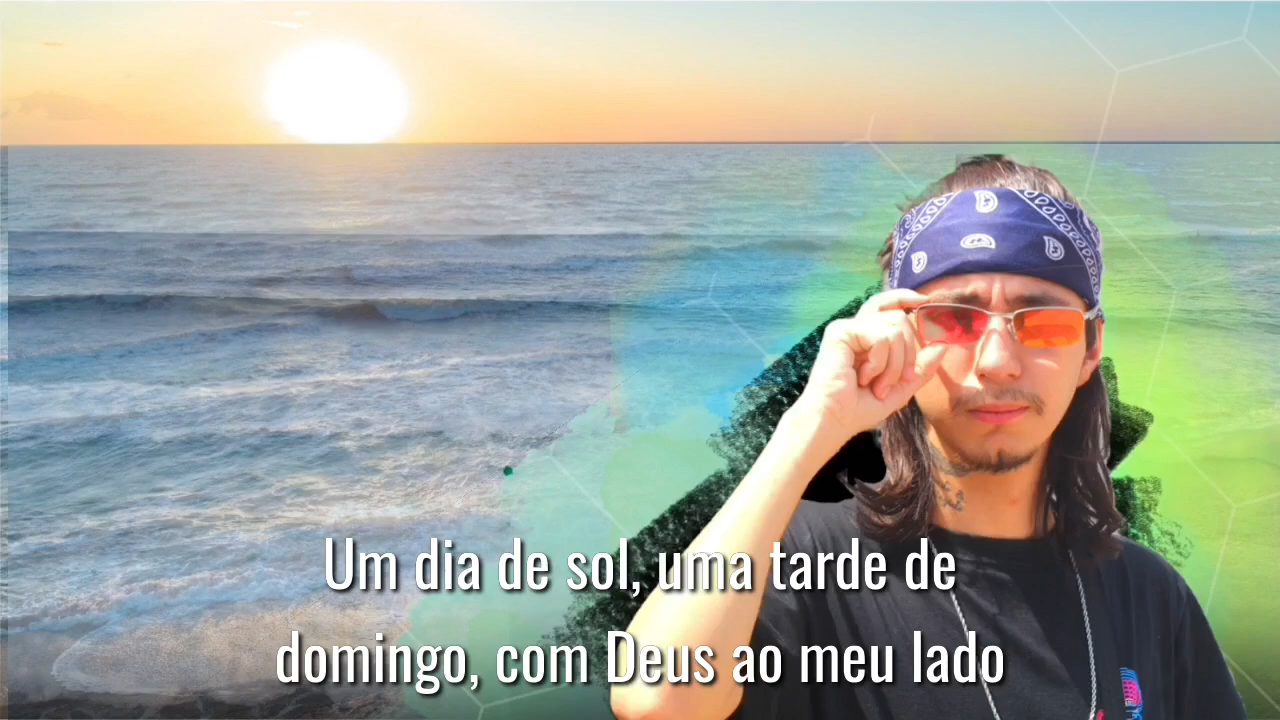 Um dia de sol, uma tarde de
domingo, com Deus ao meu lado